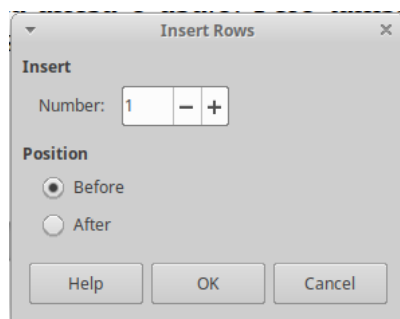 Insert Rows
Insert
Number: 1
Position
Before
After
Help OK Cancel